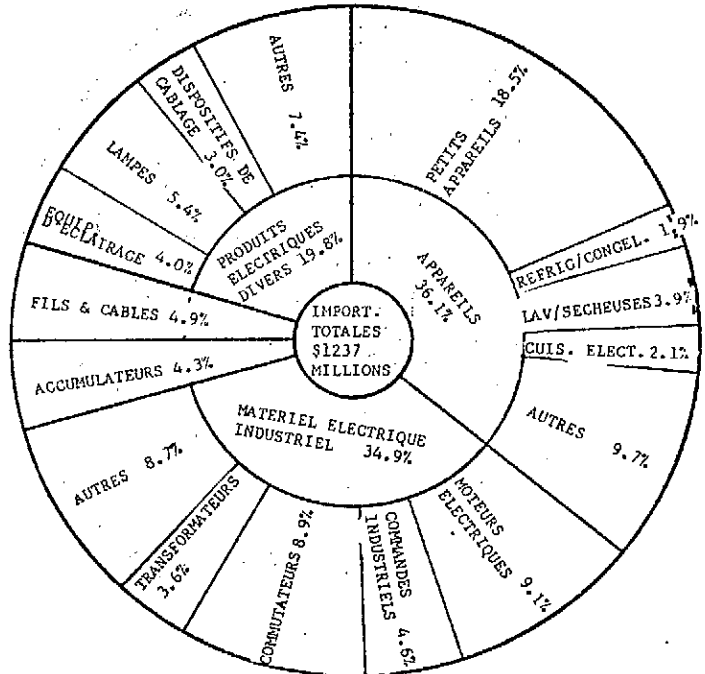 IMPORT.
TOTALES
$1237
MILLIONS
APPAREILS
36.1%
PETITS
APPAREILS 18.5%
REFRIG/CONGEL. 1.9%
LAV/SECHEUSES 3.9%
CUIS. ELECT. 2.1%
AUTRES 9.7%
MATERIEL ELECTRIQUE
INDUSTRIEL 34.9%
MOTEURS
ELECTRIQUES 9.1%
COMMANDES
INDUSTRIELS 4.6%
COMMUTATEURS 8.9%
TRANSFORMATEURS
3.6%
AUTRES 8.7%
ACCUMULATEURS 4.3%
FILS & CABLES 4.9%
PRODUITS
ELECTRIQUES
DIVERS 19.8%
EQUIP.
D'ECLAIRAGE 4.0%
LAMPES 5.4%
DISPOSITIFS DE
CABLAGE 3.0%
AUTRES 7.4%